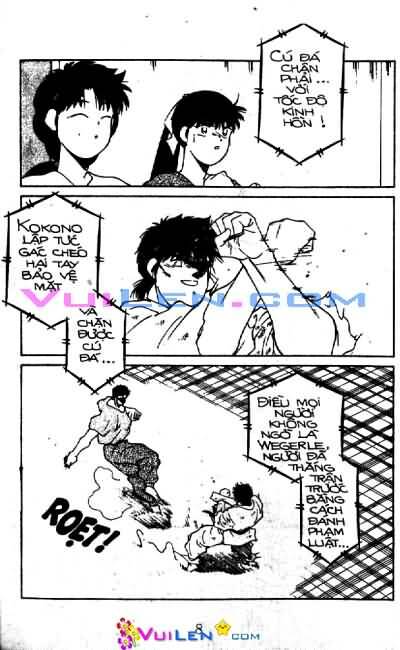 CÚ ĐÁ
CHÂN
PHẢI...
VỚI
TỐC ĐỘ
KINH
HỒN !
KOKONO
LẬP TỨC
GÁC CHÉO
HAI TAY
BẢO VỆ
MẶT
VÀ
CHẶN
ĐƯỢC
CÚ
ĐÁ...
VUILEN.COM
ĐIỀU MỌI
NGƯỜI
KHÔNG
NGỜ LÀ
WEGERLE,
NGƯỜI ĐÃ
THẮNG
TRẬN
TRƯỚC
BẰNG
CÁCH
ĐÁNH
PHẠM
LUẬT...
ROẸT!
8
VUILEN.COM